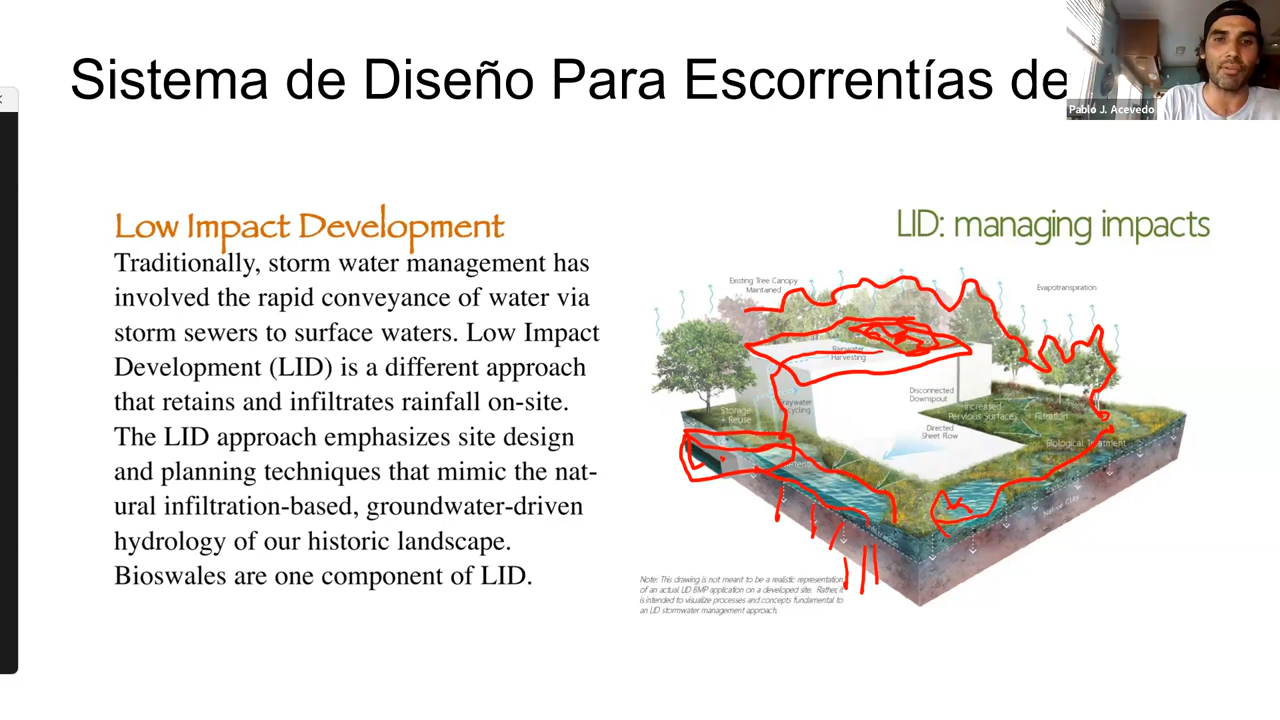 Sistema de Diseño Para Escorrentías de
Pablo J. Acevedo
Low Impact Development
Traditionally, storm water management has
involved the rapid conveyance of water via
storm sewers to surface waters. Low Impact
Development (LID) is a different approach
that retains and infiltrates rainfall on-site.
The LID approach emphasizes site design
and planning techniques that mimic the nat-
ural infiltration-based, groundwater-driven
hydrology of our historic landscape.
Bioswales are one component of LID.
LID: managing impacts
Existing Tree Canopy
Maintained
Evapotranspiration
Rainwater
Harvesting
Disconnected
Downspout
Graywater
Recycling
Storage
+ Reuse
Increased
Pervious Surfaces
Filtration
Directed
Sheet Flow
Biological Treatment
Native Clay
Note: This drawing is not meant to be a realistic representation
of an actual LID BMP application on a developed site. Rather, it
is intended to visualize processes and concepts fundamental to
an LID stormwater management approach.